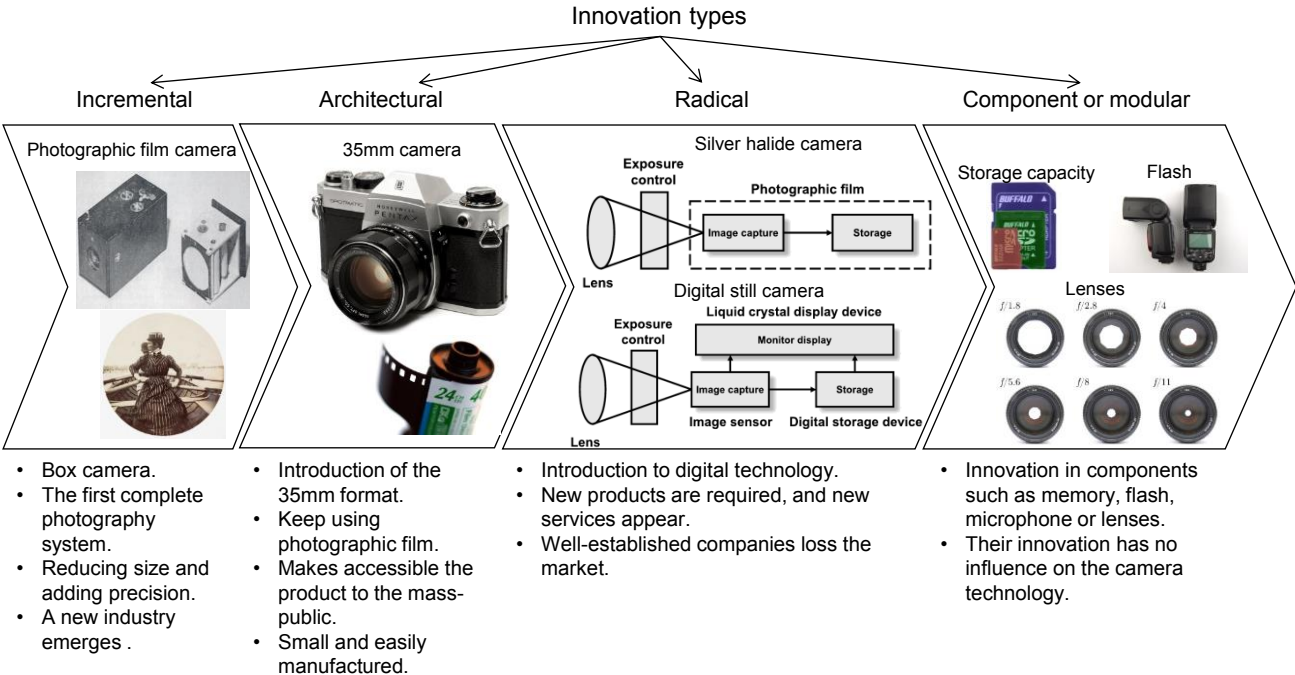 Innovation types
Incremental
Architectural
Radical
Component or modular
Photographic film camera
35mm camera
HONEYWELL
PENTAX
SPOTMATIC
24
Silver halide camera
Exposure
control
Photographic film
Image capture
Storage
Lens
Digital still camera
Liquid crystal display device
Exposure
control
Monitor display
Image capture
Storage
Lens
Image sensor
Digital storage device
Storage capacity
BUFFALO
BUFFALO
Flash
Lenses
f/1.8
f/2.8
f/4
f/5.6
f/8
f/11
• Box camera.
• The first complete
photography
system.
• Reducing size and
adding precision.
• A new industry
emerges .
• Introduction of the
35mm format.
• Keep using
photographic film.
• Makes accessible the
product to the mass-
public.
• Small and easily
manufactured.
• Introduction to digital technology.
• New products are required, and new
services appear.
• Well-established companies loss the
market.
• Innovation in components
such as memory, flash,
microphone or lenses.
• Their innovation has no
influence on the camera
technology.